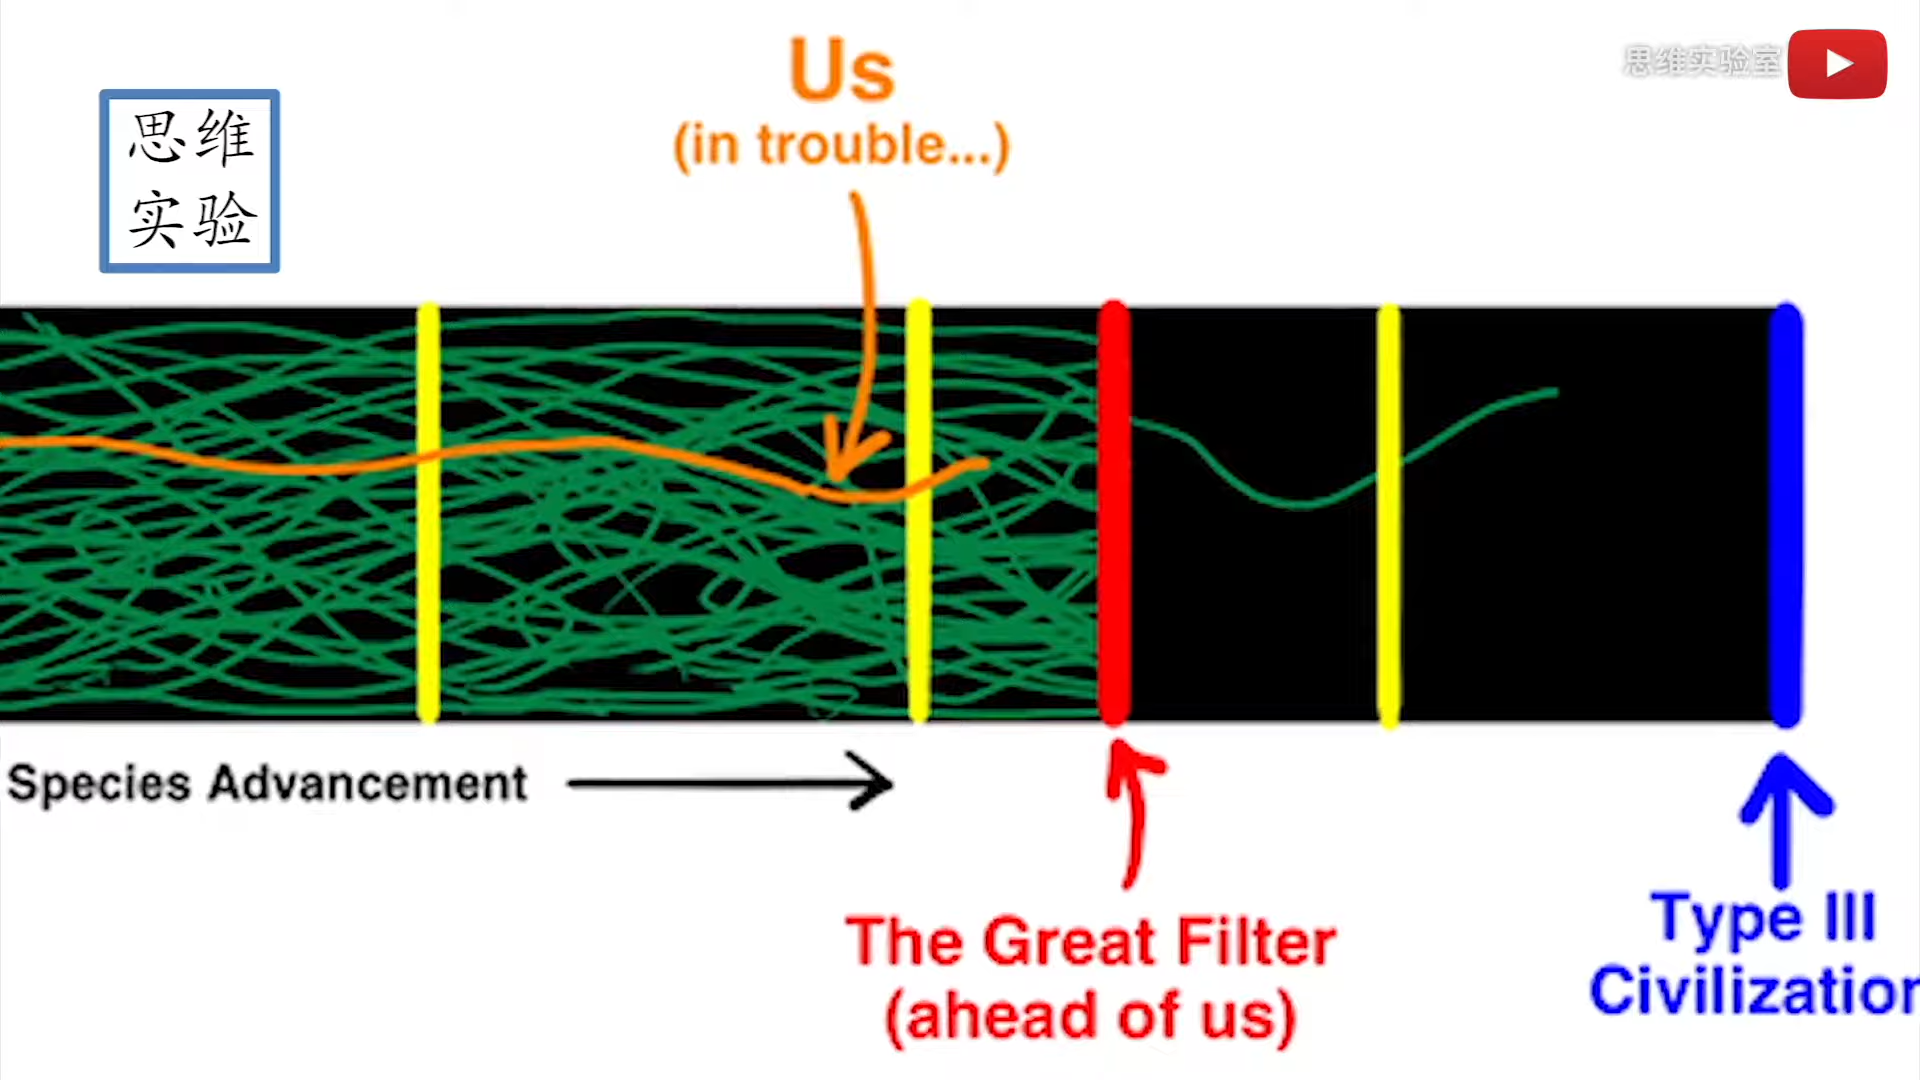 Us
(in trouble...)
思维实验室
思维
实验
Species Advancement
The Great Filter
(ahead of us)
Type III
Civilization